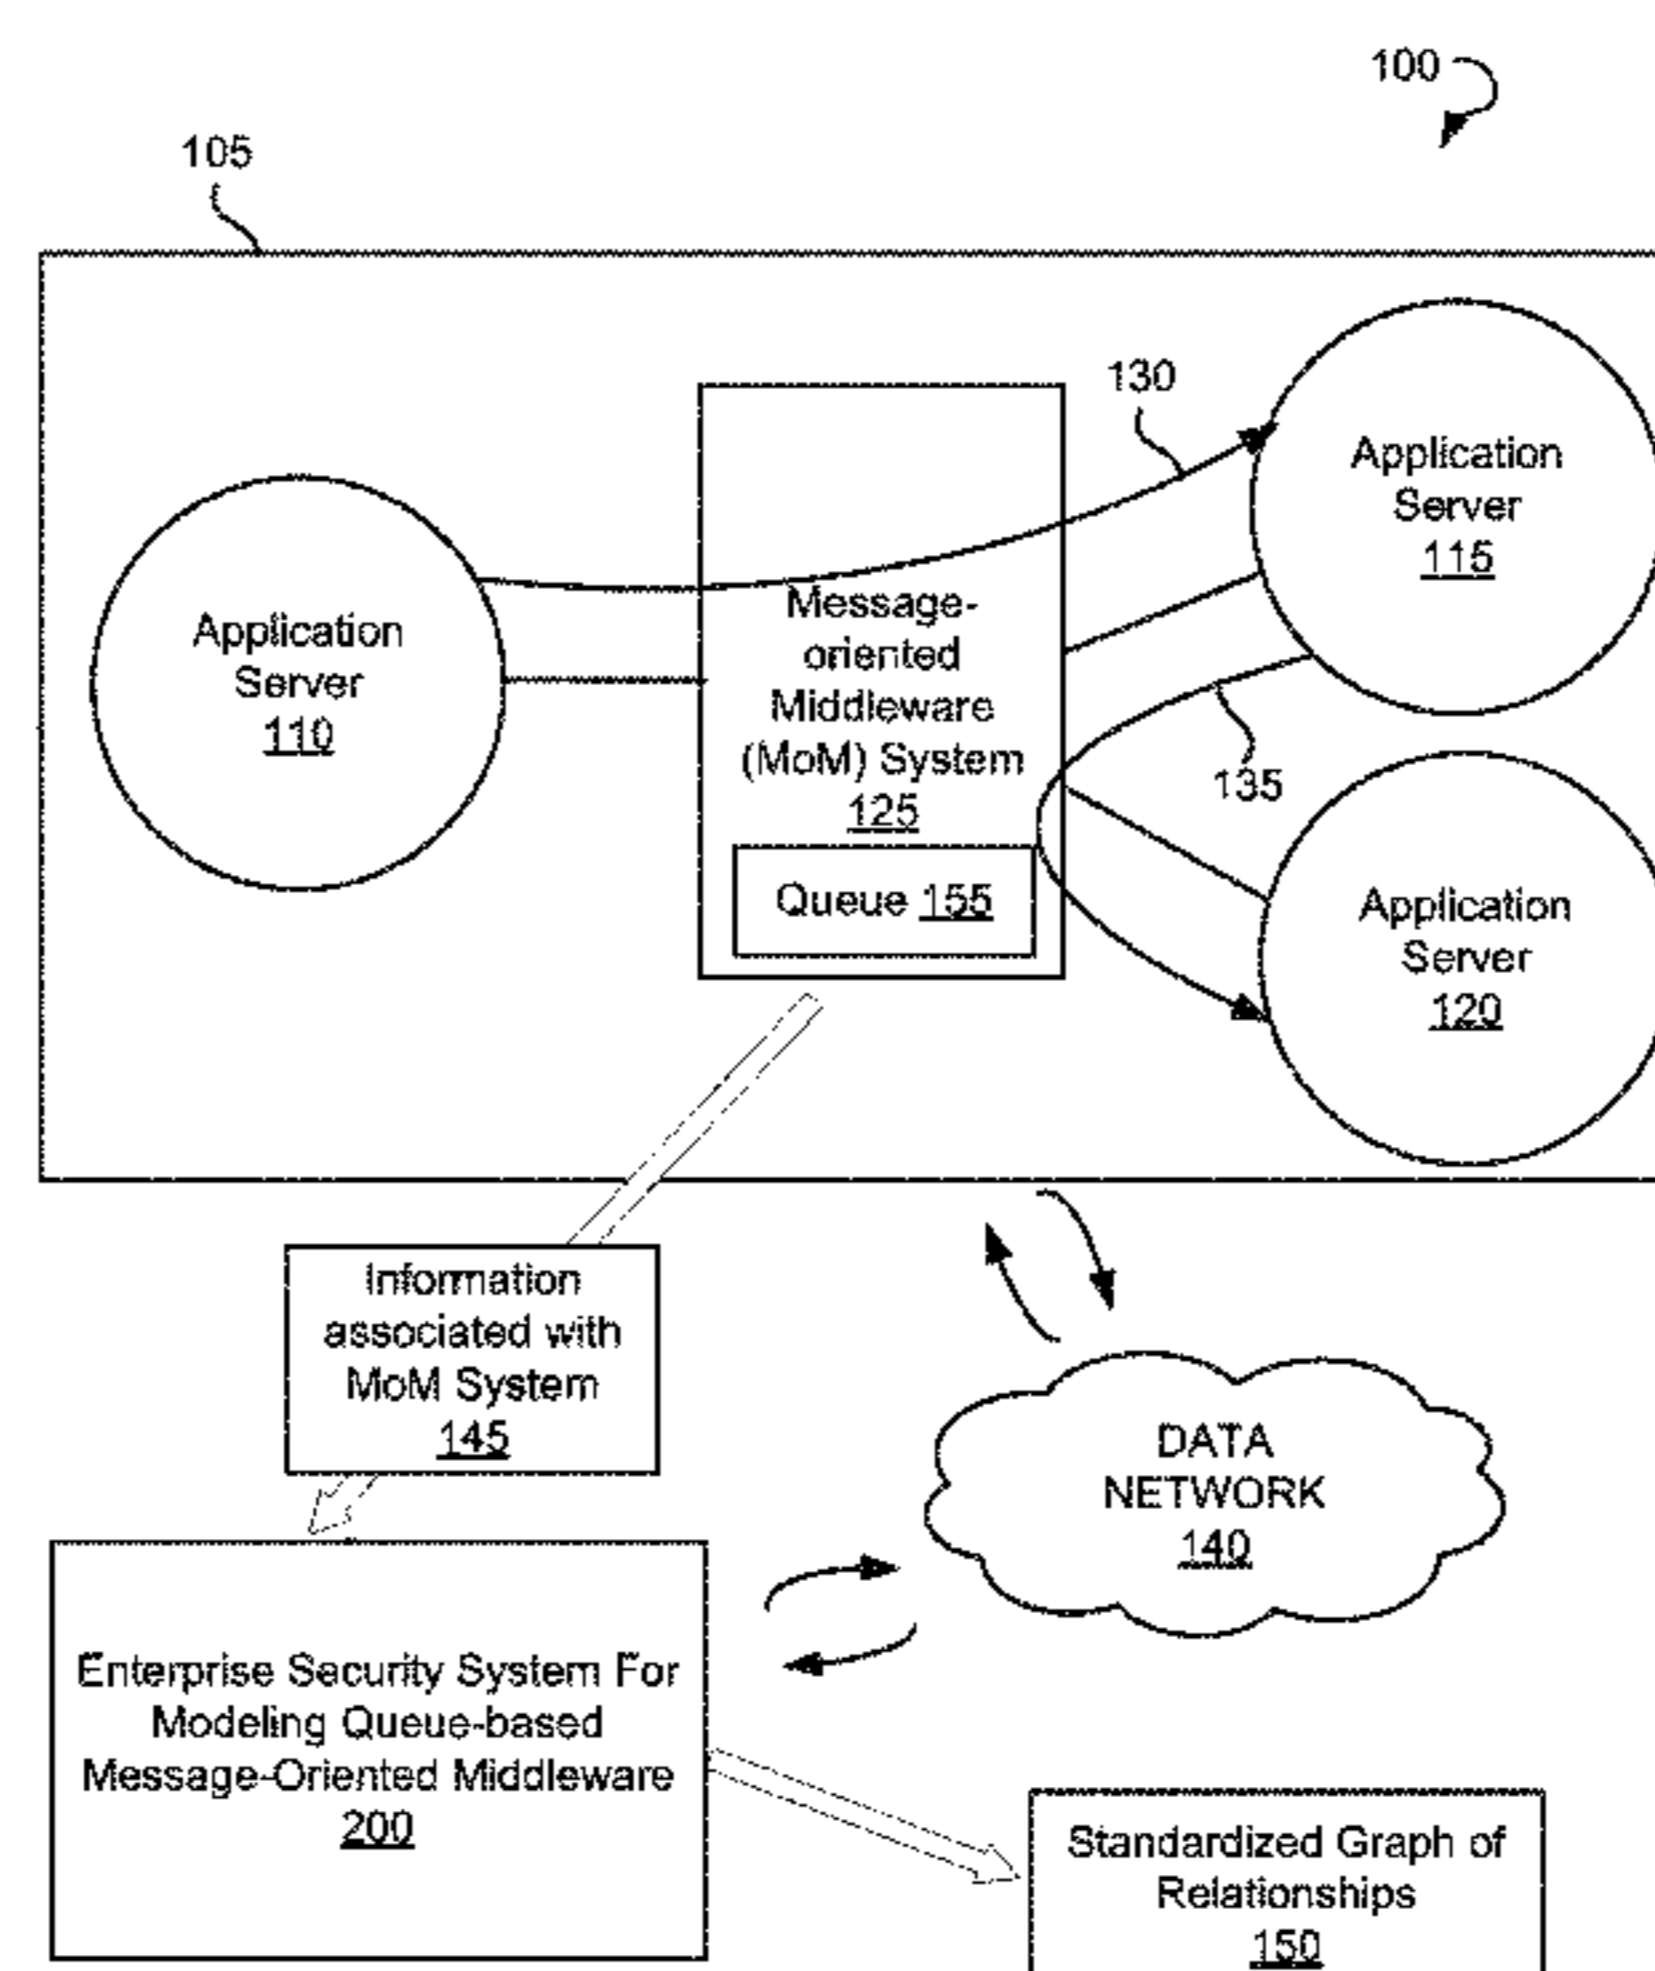 100
105
130
Application
Server
115
Application
Server
110
Message-
oriented
Middleware
(MoM) System
125
135
Queue 155
Application
Server
120
Information
associated with
MoM System
145
DATA
NETWORK
140
Enterprise Security System For
Modeling Queue-based
Message-Oriented Middleware
200
Standardized Graph of
Relationships
150